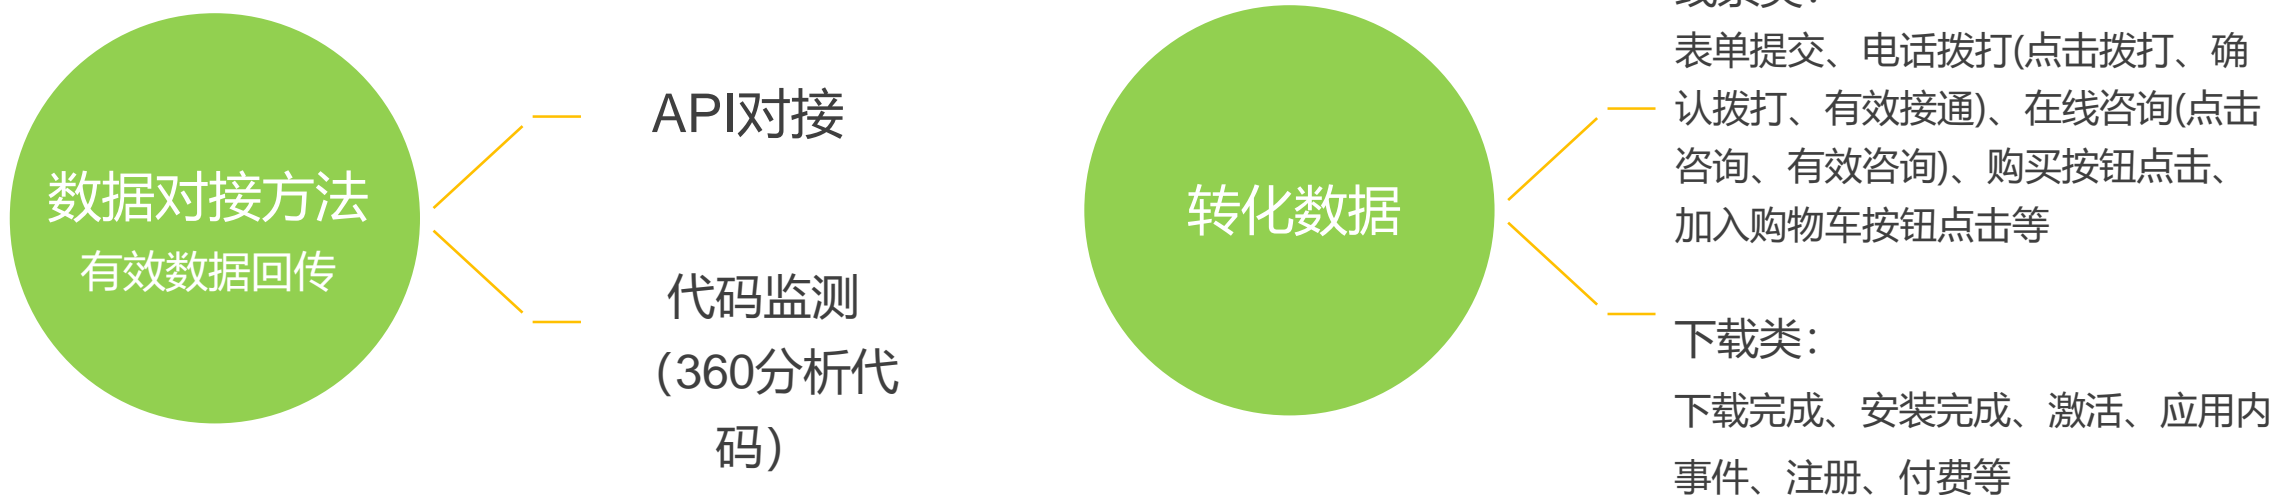 数据对接方法
有效数据回传
API对接
代码监测
（360分析代
码）
转化数据
表单提交、电话拨打(点击拨打、确
认拨打、有效接通)、在线咨询(点击
咨询、有效咨询)、购买按钮点击、
加入购物车按钮点击等
下载类：
下载完成、安装完成、激活、应用内
事件、注册、付费等